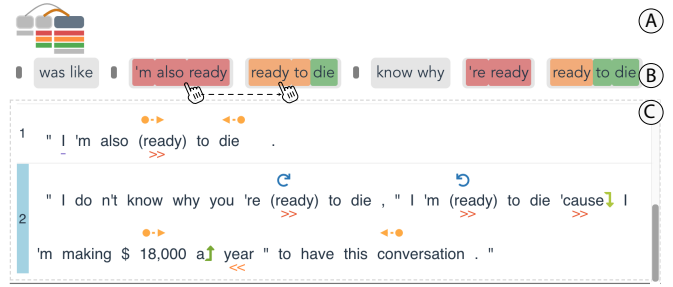 A
was like 'm also ready ready to die know why 're ready ready to die B
C
1 " I 'm also (ready) to die .
>>
2 " I do n't know why you 're (ready) to die , " I 'm (ready) to die 'cause I
>> >> >>
'm making $ 18,000 a year " to have this conversation . "
<<